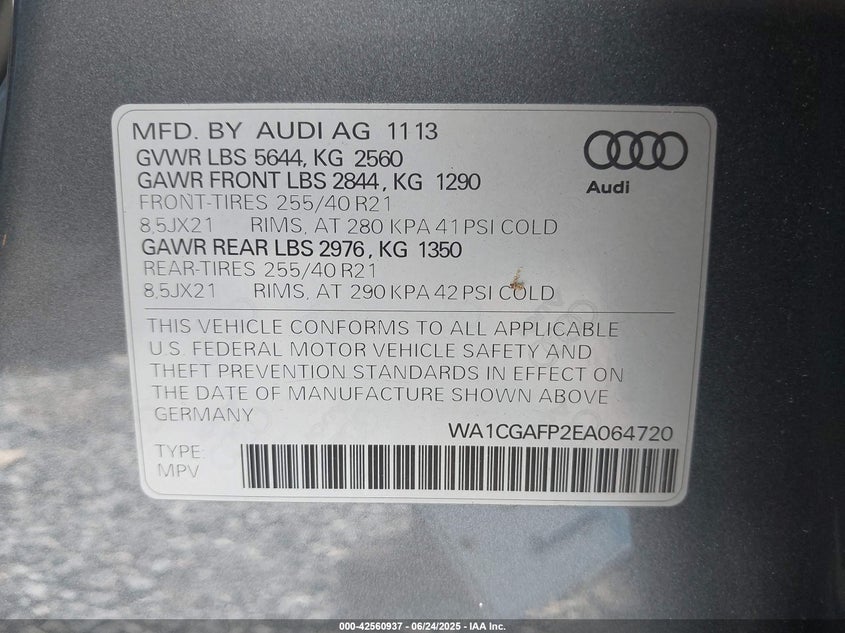 MFD. BY AUDI AG 11 13
GVWR LBS 5644, KG 2560
GAWR FRONT LBS 2844, KG 1290
FRONT-TIRES 255/40 R21
8,5JX21 RIMS, AT 280 KPA 41 PSI COLD
GAWR REAR LBS 2976, KG 1350
REAR-TIRES 255/40 R21
8,5JX21 RIMS, AT 290 KPA 42 PSI COLD
Audi
THIS VEHICLE CONFORMS TO ALL APPLICABLE
U.S. FEDERAL MOTOR VEHICLE SAFETY AND
THEFT PREVENTION STANDARDS IN EFFECT ON
THE DATE OF MANUFACTURE SHOWN ABOVE
GERMANY
WA1CGAFP2EA064720
TYPE:
MPV
000-42560937 - 06/24/2025 - IAA Inc.